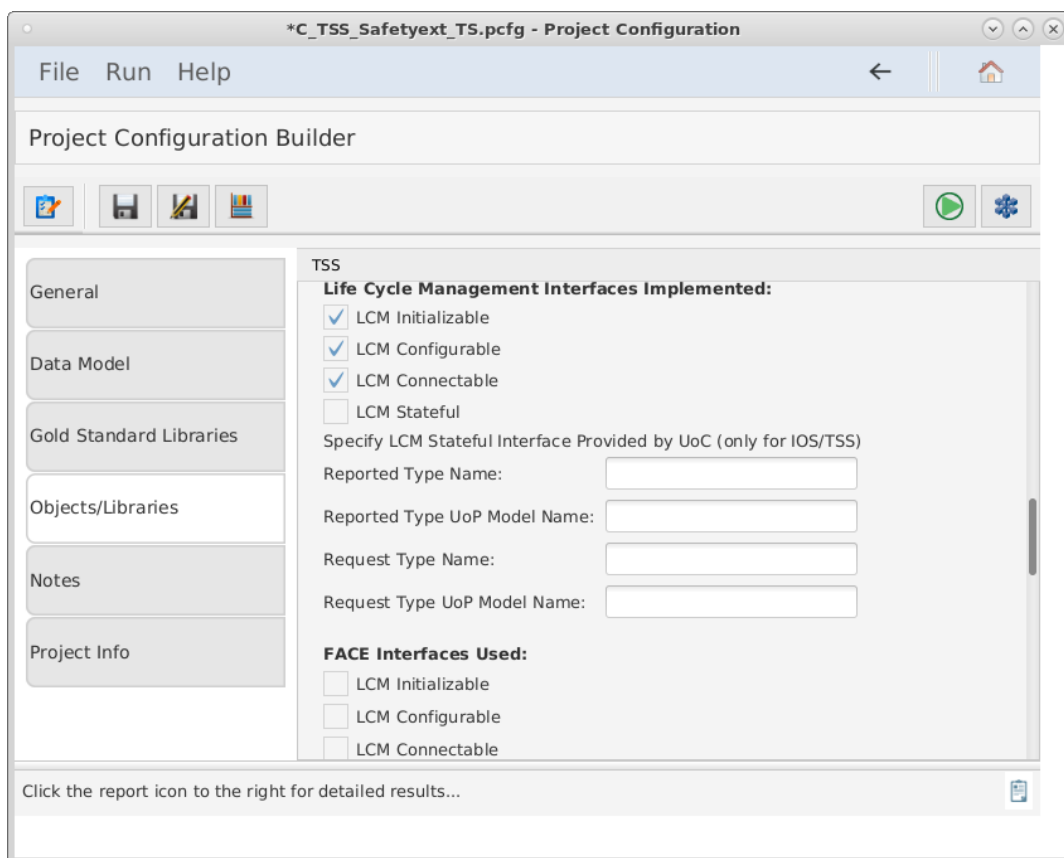 *C_TSS_Safetyext_TS.pcfg - Project Configuration
File Run Help
Project Configuration Builder
General
Data Model
Gold Standard Libraries
Objects/Libraries
Notes
Project Info
TSS
Life Cycle Management Interfaces Implemented:
LCM Initializable
LCM Configurable
LCM Connectable
LCM Stateful
Specify LCM Stateful Interface Provided by UoC (only for IOS/TSS)
Reported Type Name:
Reported Type UoP Model Name:
Request Type Name:
Request Type UoP Model Name:
FACE Interfaces Used:
LCM Initializable
LCM Configurable
LCM Connectable
Click the report icon to the right for detailed results...